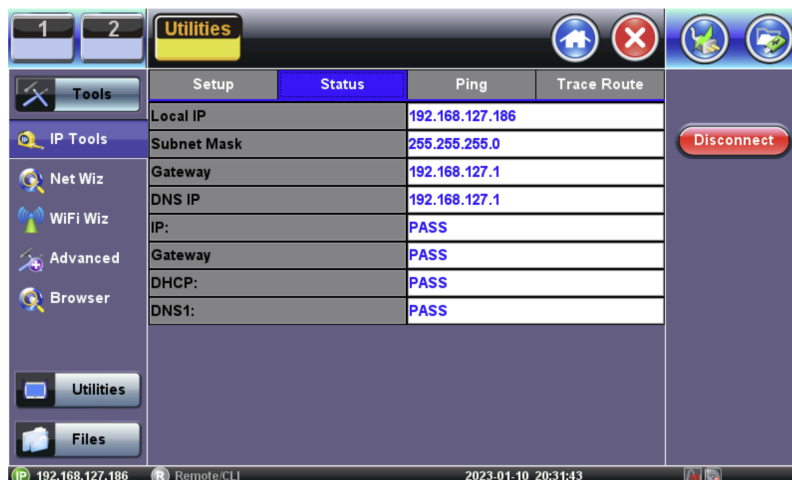 1 2 Utilities
Tools
IP Tools
Net Wiz
WiFi Wiz
Advanced
Browser
Utilities
Files
Setup Status Ping Trace Route
Local IP 192.168.127.186
Subnet Mask 255.255.255.0
Gateway 192.168.127.1
DNS IP 192.168.127.1
IP: PASS
Gateway PASS
DHCP: PASS
DNS1: PASS
Disconnect
IP 192.168.127.186 R Remote/CLI 2023-01-10 20:31:43